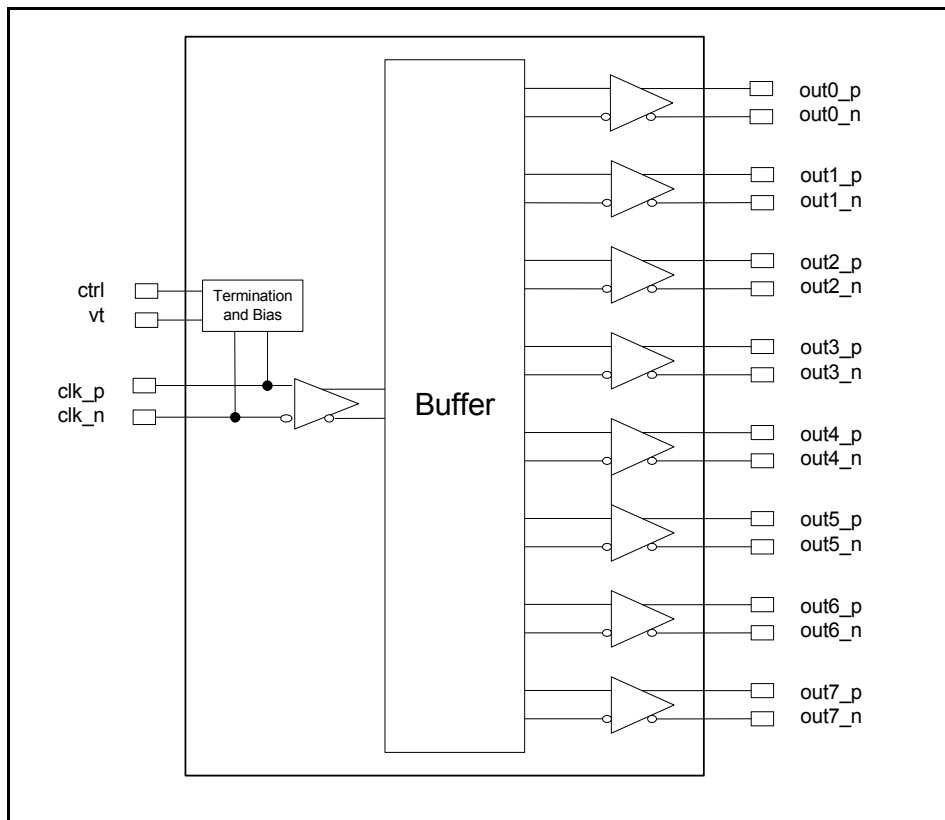 ctrl
vt
clk_p
clk_n
Termination
and Bias
Buffer
out0_p
out0_n
out1_p
out1_n
out2_p
out2_n
out3_p
out3_n
out4_p
out4_n
out5_p
out5_n
out6_p
out6_n
out7_p
out7_n